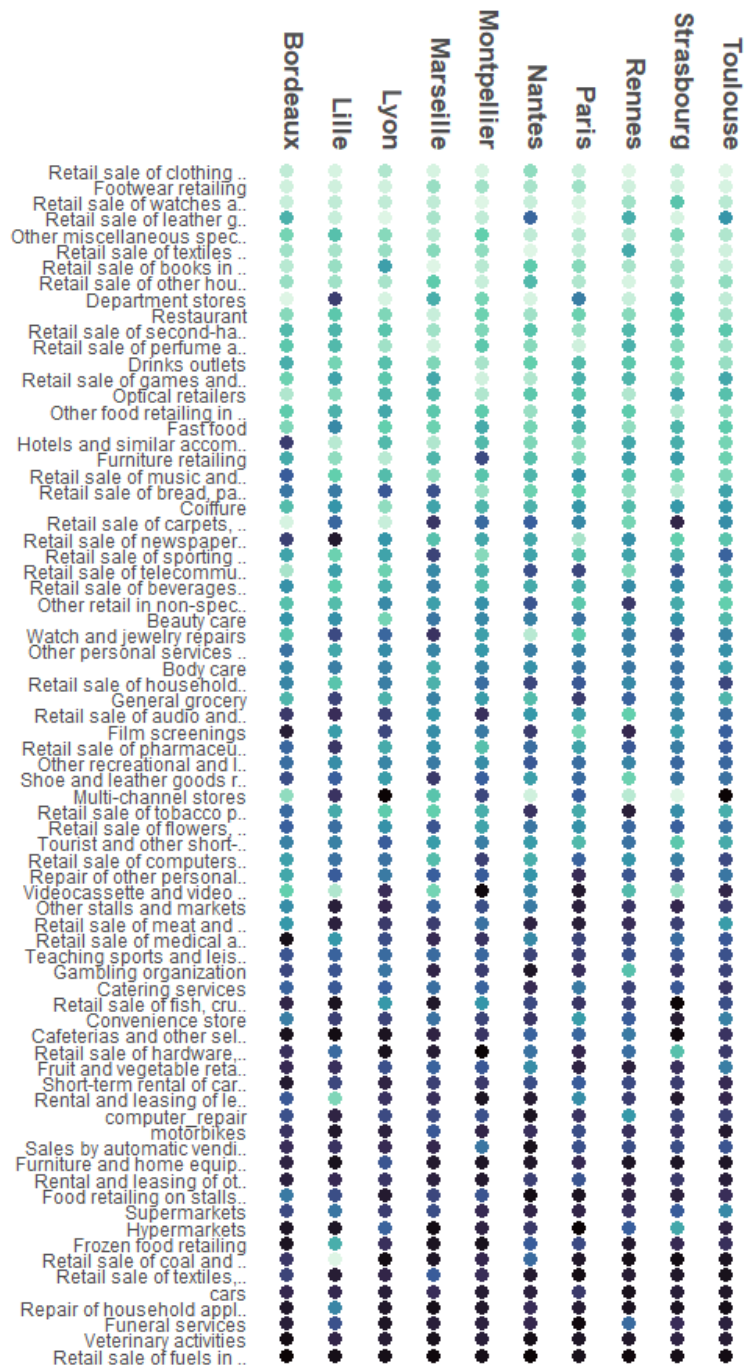 Bordeaux
Lille
Lyon
Marseille
Montpellier
Nantes
Paris
Rennes
Strasbourg
Toulouse
Retail sale of clothing ..
Footwear retailing
Retail sale of watches a..
Retail sale of leather g..
Other miscellaneous spec..
Retail sale of textiles ..
Retail sale of books in ..
Retail sale of other hou..
Department stores
Restaurant
Retail sale of second-ha..
Retail sale of perfume a..
Drinks outlets
Retail sale of games and..
Optical retailers
Other food retailing in ..
Fast food
Hotels and similar accom..
Furniture retailing
Retail sale of music and..
Retail sale of bread, pa..
Coiffure
Retail sale of carpets, ..
Retail sale of newspaper..
Retail sale of sporting ..
Retail sale of telecommu..
Retail sale of beverages..
Other retail in non-spec..
Beauty care
Watch and jewelry repairs
Other personal services ..
Body care
Retail sale of household..
General grocery
Retail sale of audio and..
Film screenings
Retail sale of pharmaceu..
Other recreational and l..
Shoe and leather goods r..
Multi-channel stores
Retail sale of tobacco p..
Retail sale of flowers, ..
Tourist and other short-..
Retail sale of computers..
Repair of other personal..
Videocassette and video ..
Other stalls and markets
Retail sale of meat and ..
Retail sale of medical a..
Teaching sports and leis..
Gambling organization
Catering services
Retail sale of fish, cru..
Convenience store
Cafeterias and other sel..
Retail sale of hardware,..
Fruit and vegetable reta..
Short-term rental of car..
Rental and leasing of le..
computer_repair
motorbikes
Sales by automatic vendi..
Furniture and home equip..
Rental and leasing of ot..
Food retailing on stalls..
Supermarkets
Hypermarkets
Frozen food retailing
Retail sale of coal and ..
Retail sale of textiles,..
cars
Repair of household appl..
Funeral services
Veterinary activities
Retail sale of fuels in ..